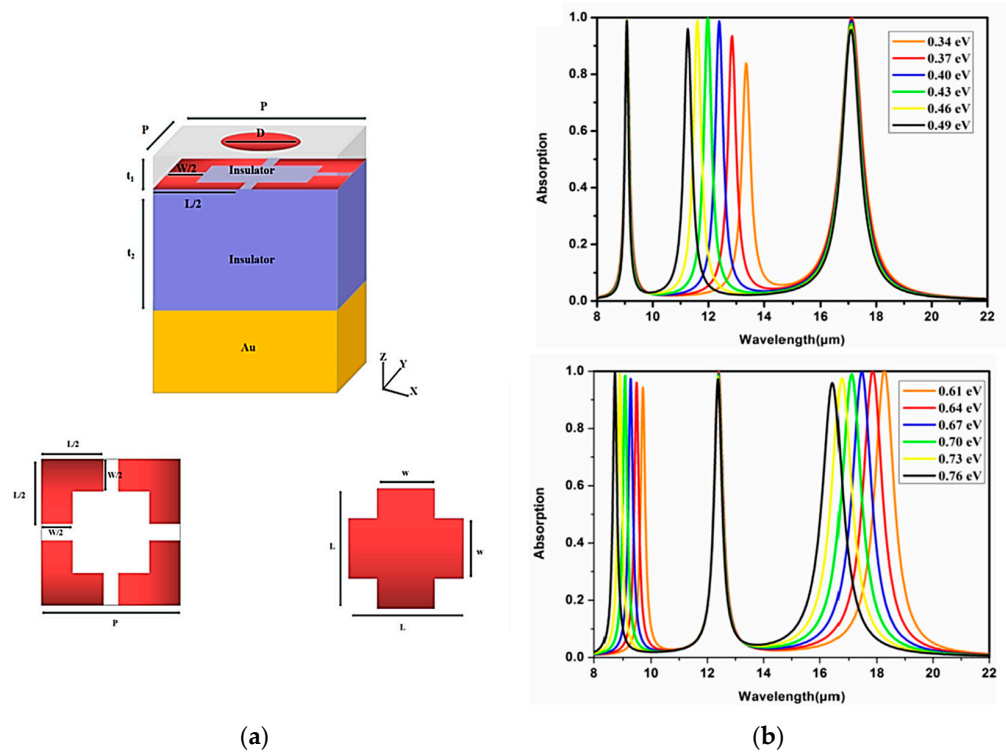 P
P
D
t₁
W/2
Insulator
L/2
t₂
Insulator
Au
Z
Y
X
L/2
L/2
W/2
W/2
P
w
L
w
L
(a)
1.0
0.8
0.6
0.4
0.2
0.0
Absorption
0.34 eV
0.37 eV
0.40 eV
0.43 eV
0.46 eV
0.49 eV
8 10 12 14 16 18 20 22
Wavelength(μm)
1.0
0.8
0.6
0.4
0.2
0.0
Absorption
0.61 eV
0.64 eV
0.67 eV
0.70 eV
0.73 eV
0.76 eV
8 10 12 14 16 18 20 22
Wavelength(μm)
(b)